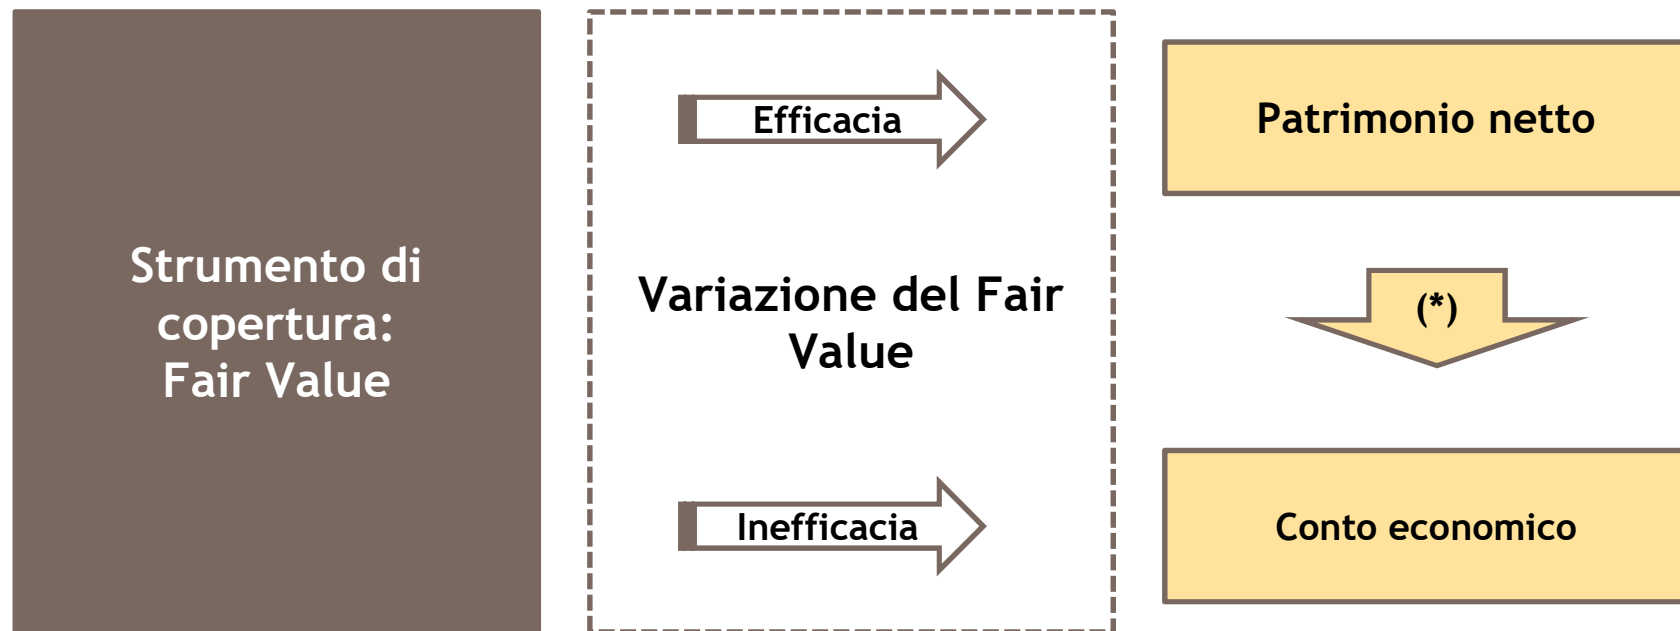 Strumento di
copertura:
Fair Value
Efficacia
Variazione del Fair
Value
Inefficacia
Patrimonio netto
(*)
Conto economico